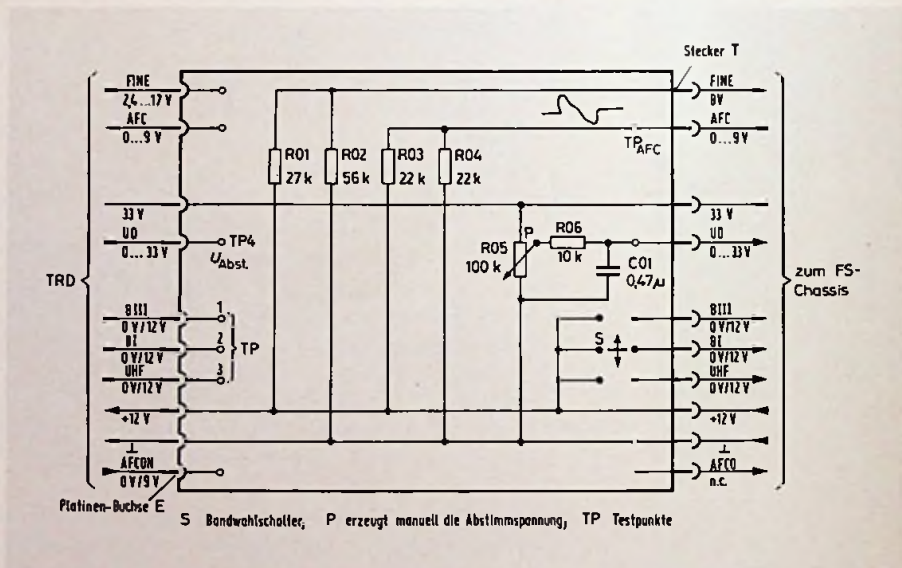 Stecker T
FINE
2,4...17 V
AFC
0...9 V
33 V
UD
0...33 V
TRD
BIII
0V/12V
BI
0V/12V
UHF
0V/12V
+12 V
⊥
AFCON
0V/9V
Platinen-Buchse E
R01
27 k
R02
56 k
R03
22 k
R04
22 k
TP AFC
TP4
UAbst.
1
2
3
TP
P
R05
100 k
R06
10 k
C01
0,47µ
S
FINE
8V
AFC
0...9 V
33 V
UD
0...33 V
zum FS-
Chassis
BIII
0V/12V
BI
0V/12V
UHF
0V/12V
+12 V
⊥
AFCO
n.c.
S Bandwahlschalter, P erzeugt manuell die Abstimmspannung, TP Testpunkte